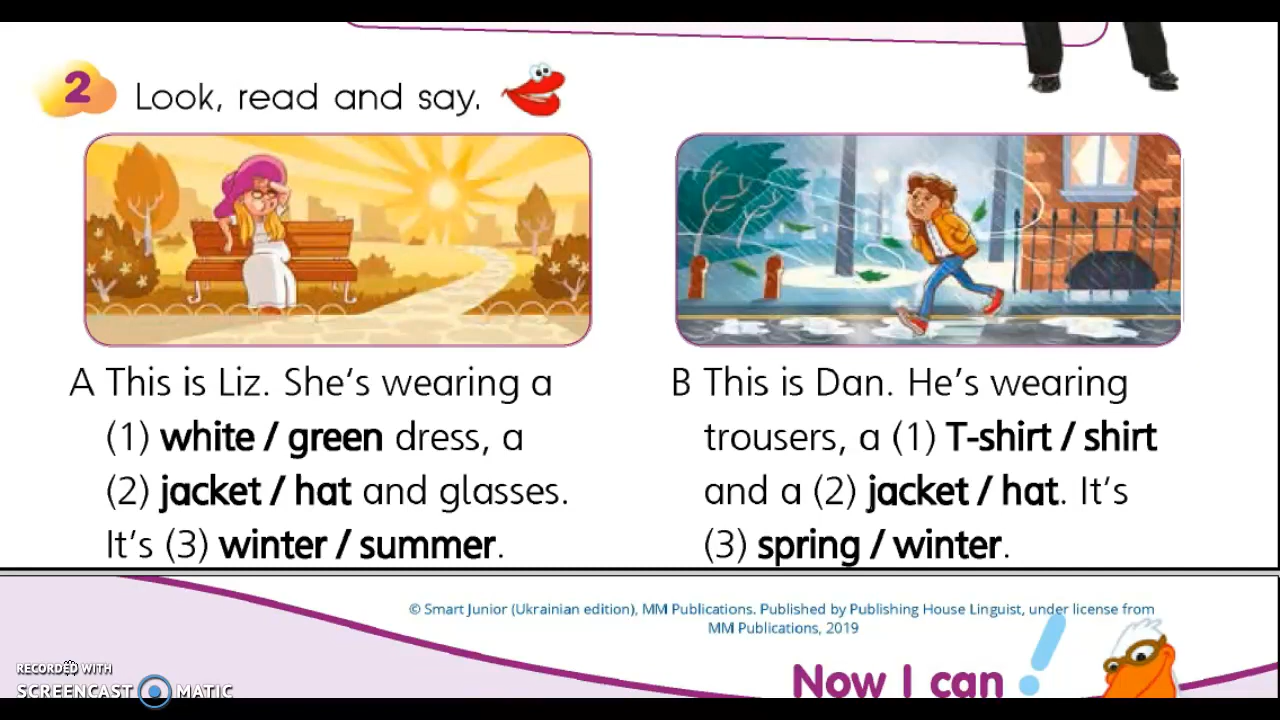 2 Look, read and say.
A This is Liz. She's wearing a
(1) white / green dress, a
(2) jacket / hat and glasses.
It's (3) winter / summer.
B This is Dan. He's wearing
trousers, a (1) T-shirt / shirt
and a (2) jacket / hat. It's
(3) spring / winter.
© Smart Junior (Ukrainian edition), MM Publications. Published by Publishing House Linguist, under license from
MM Publications, 2019
Now I can !
RECORDED WITH
SCREENCAST MATIC